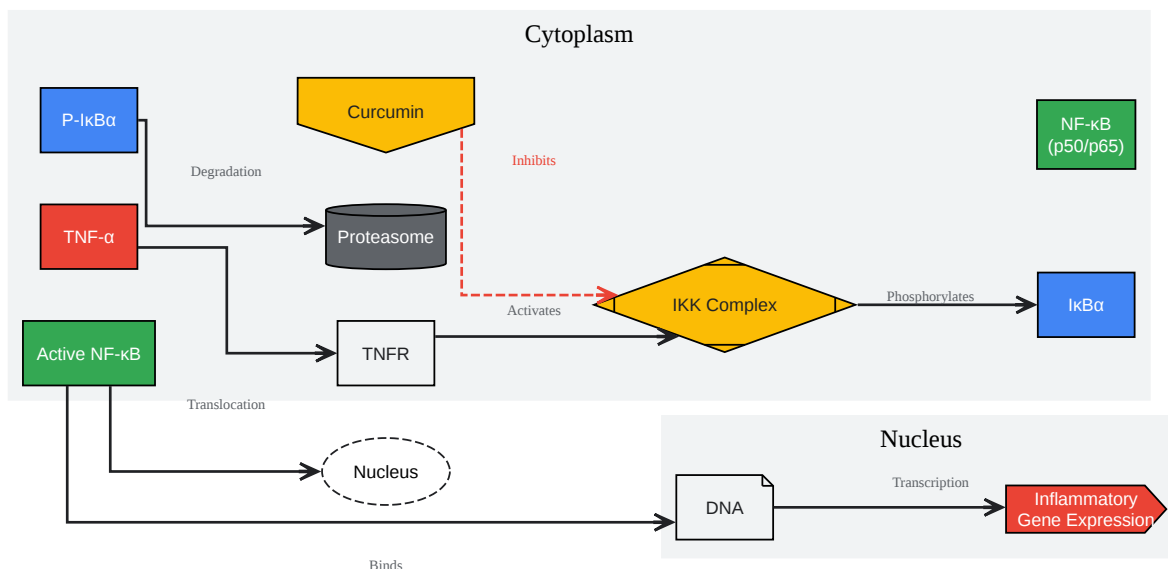 Cytoplasm
P-IκBα
Curcumin
NF-κB
(p50/p65)
Inhibits
Degradation
TNF-α
Proteasome
IKK Complex
Phosphorylates
IκBα
Activates
Active NF-κB
TNFR
Translocation
Nucleus
Nucleus
Transcription
DNA
Inflammatory
Gene Expression
Binds